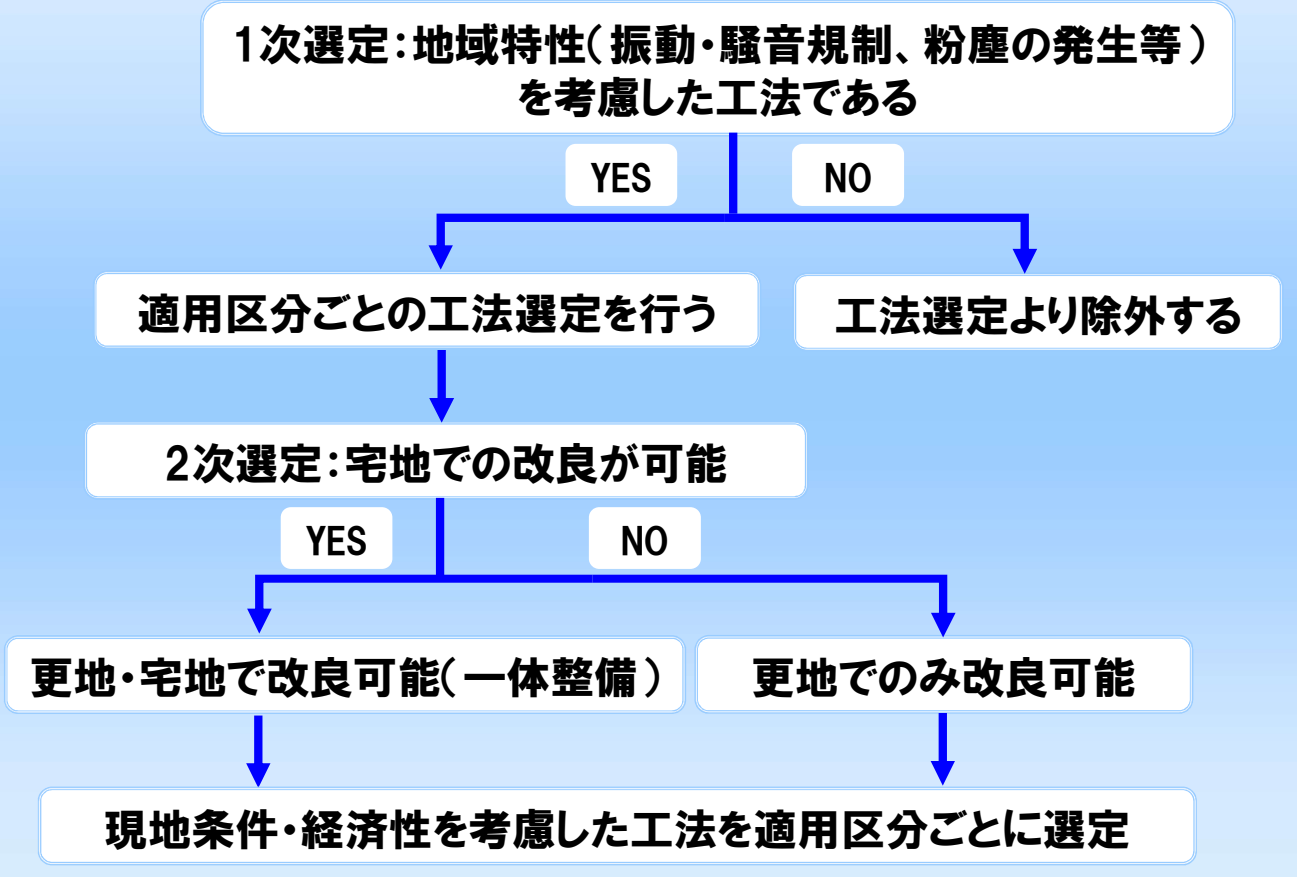 1次選定：地域特性（振動・騒音規制、粉塵の発生等）
を考慮した工法である
YES
NO
適用区分ごとの工法選定を行う
工法選定より除外する
2次選定：宅地での改良が可能
YES
NO
更地・宅地で改良可能（一体整備）
更地でのみ改良可能
現地条件・経済性を考慮した工法を適用区分ごとに選定